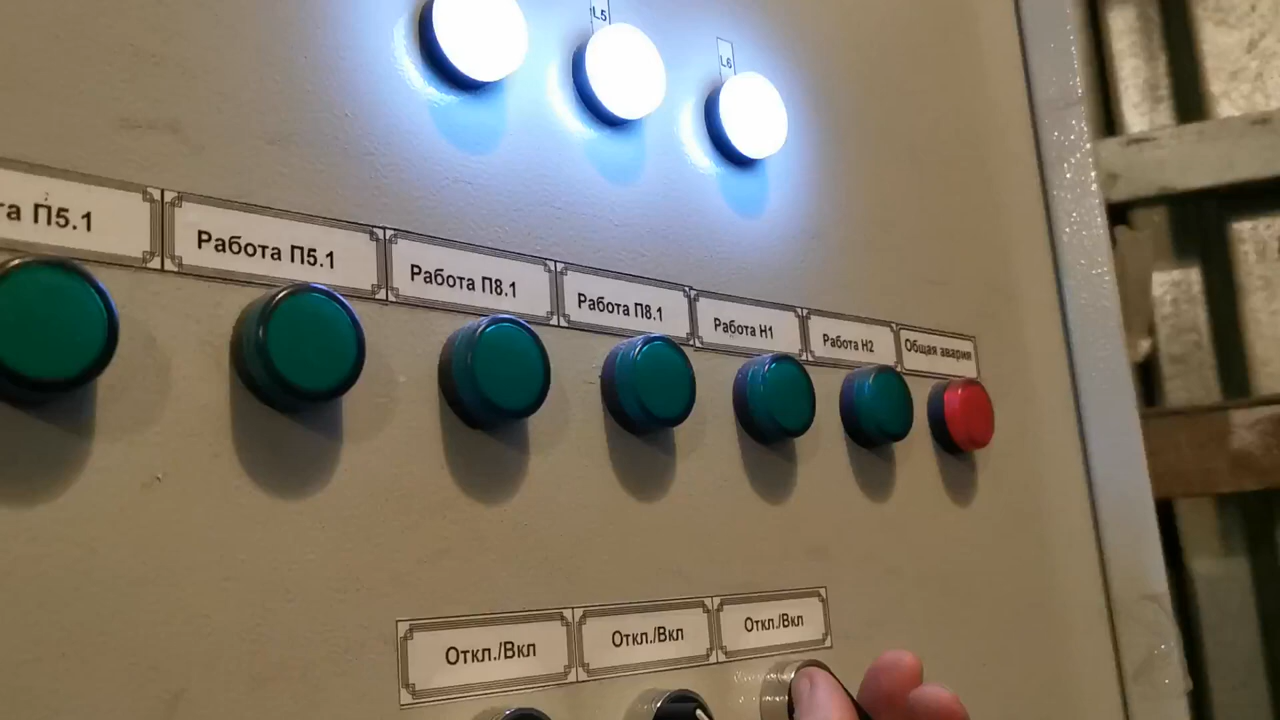 L5
L6
та П5.1
Работа П5.1
Работа П8.1
Работа П8.1
Работа Н1
Работа Н2
Общая авария
Откл./Вкл
Откл./Вкл
Откл./Вкл